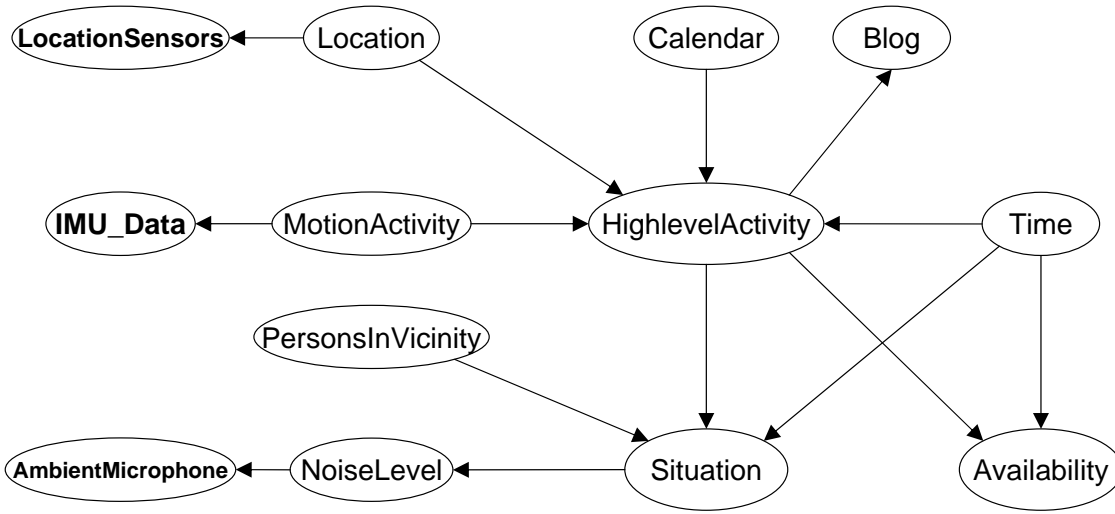 LocationSensors
Location
Calendar
Blog
IMU_Data
MotionActivity
HighlevelActivity
Time
PersonsInVicinity
AmbientMicrophone
NoiseLevel
Situation
Availability